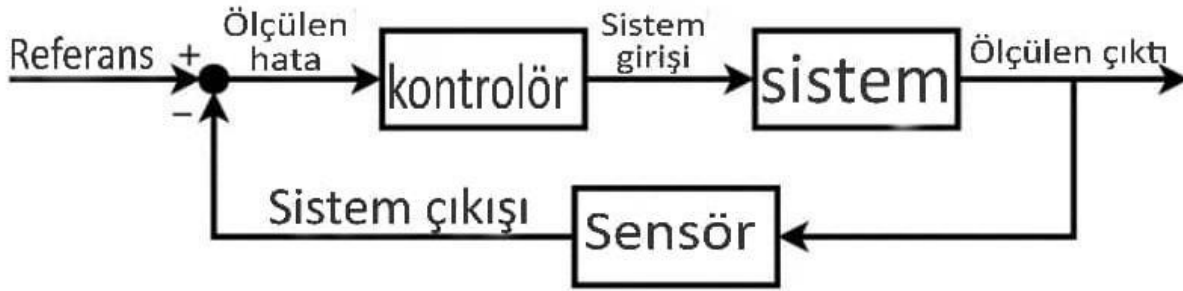 Referans
+
−
Ölçülen
hata
kontrolör
Sistem
girişi
sistem
Ölçülen çıktı
Sistem çıkışı
Sensör